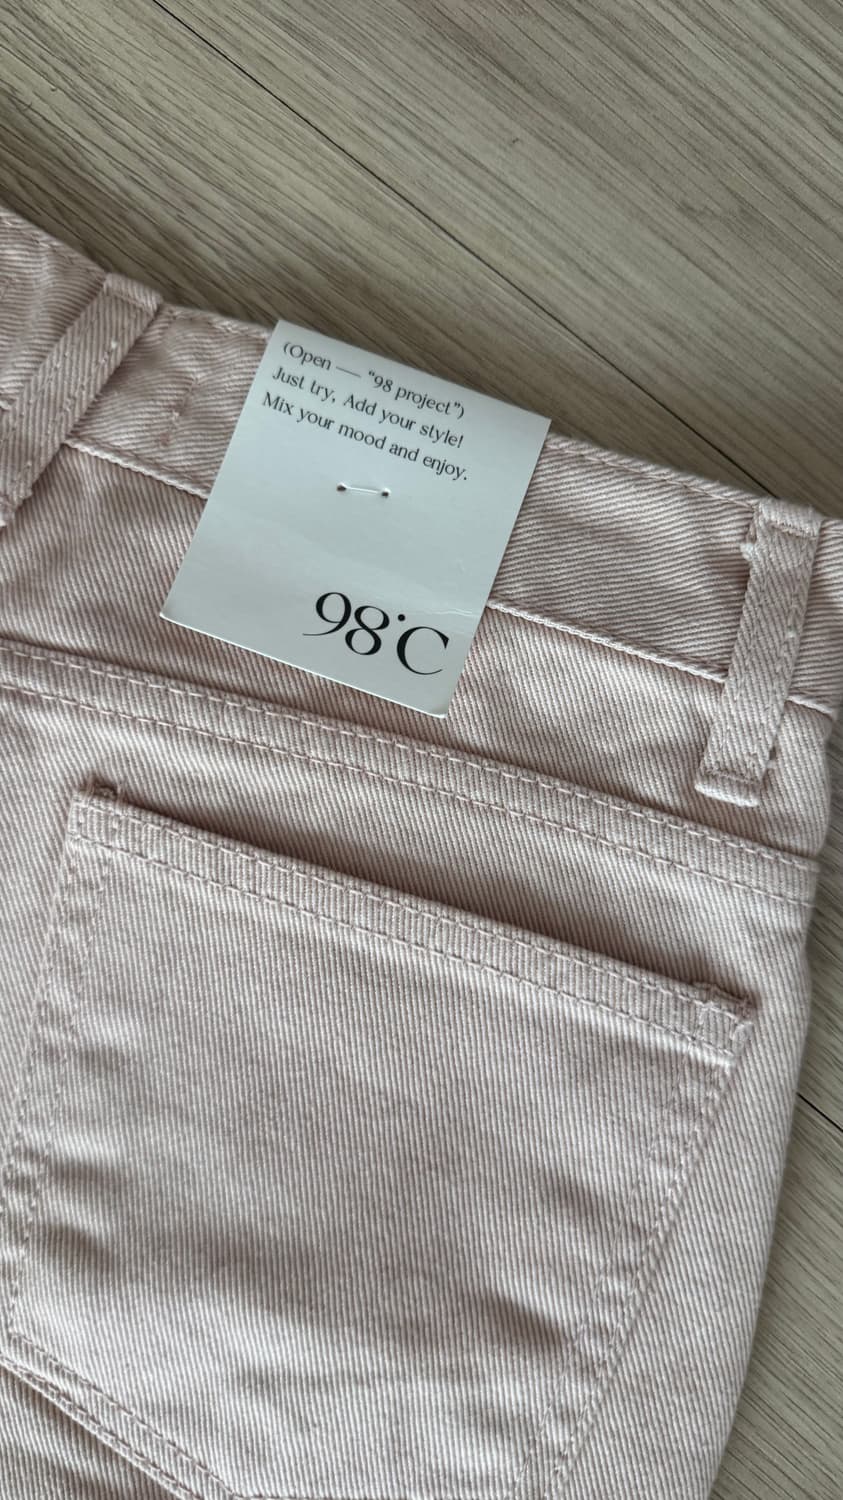 (Open — “98 project”)
Just try, Add your style!
Mix your mood and enjoy.
98°C